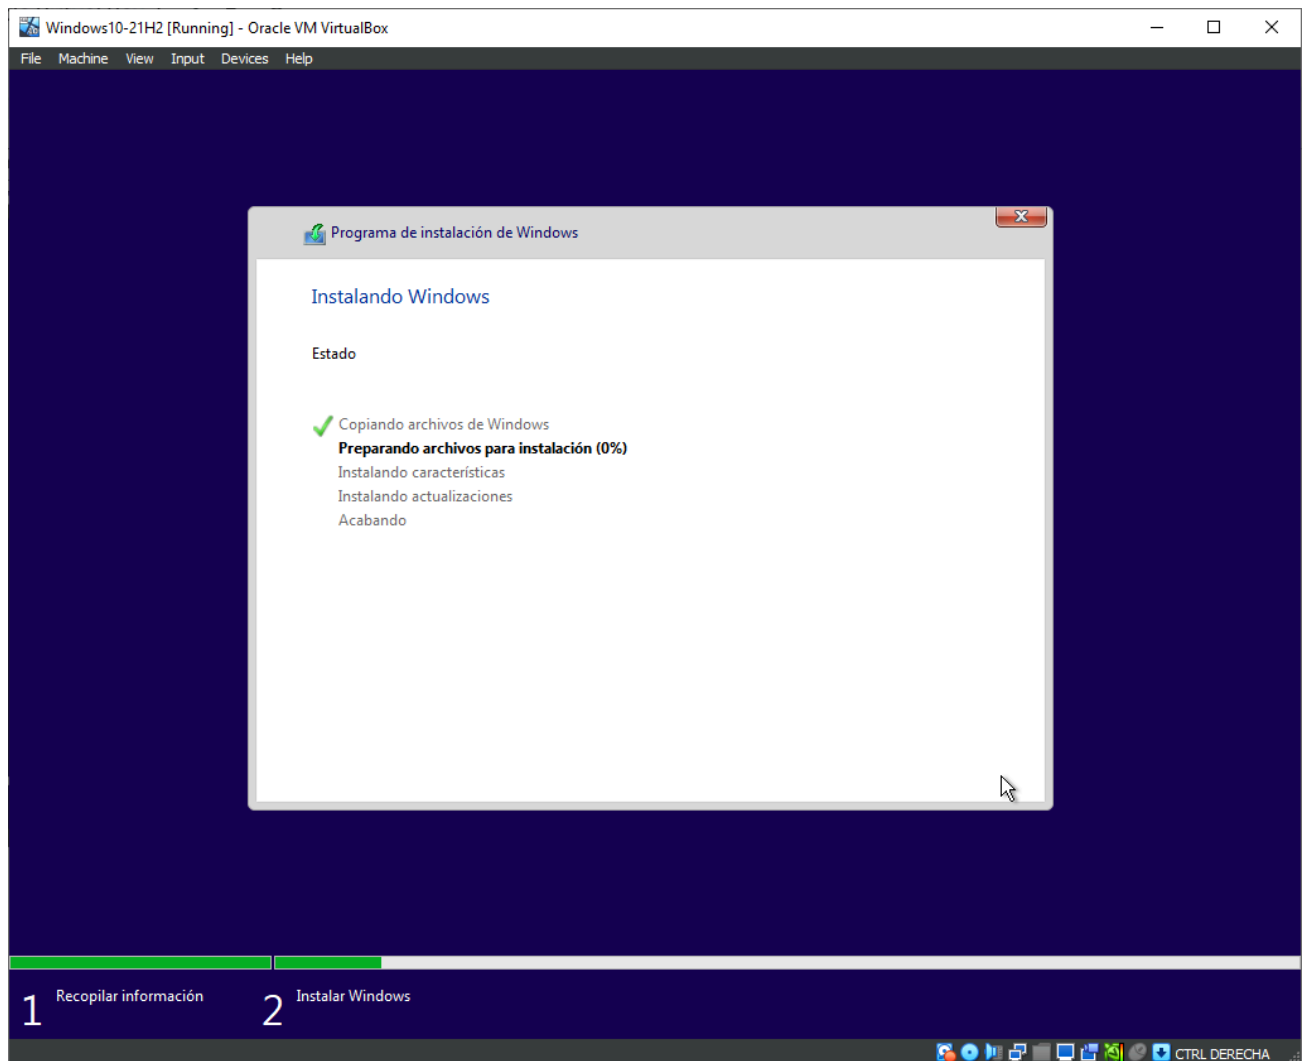 Windows10-21H2 [Running] - Oracle VM VirtualBox
File Machine View Input Devices Help
Programa de instalación de Windows
Instalando Windows
Estado
Copiando archivos de Windows
Preparando archivos para instalación (0%)
Instalando características
Instalando actualizaciones
Acabando
1 Recopilar información 2 Instalar Windows
CTRL DERECHA